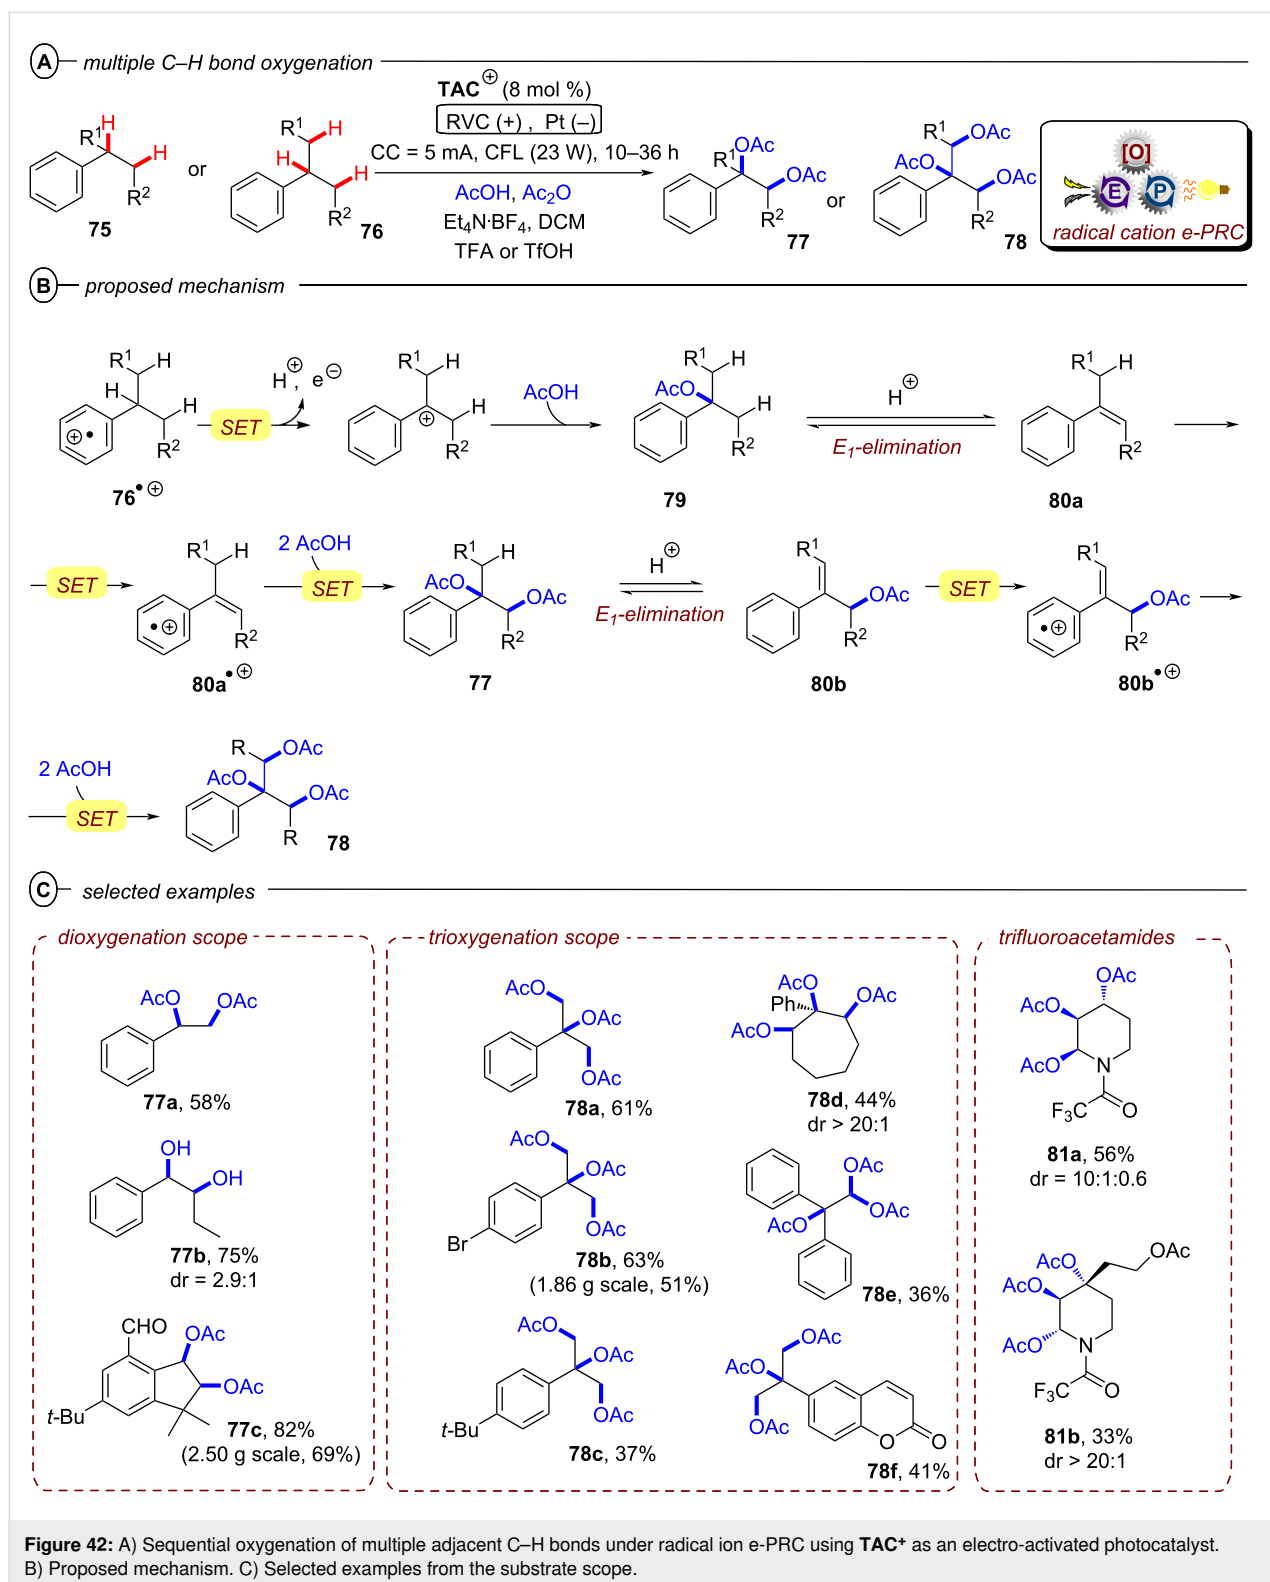 A multiple C–H bond oxygenation
TAC⊕ (8 mol %)
RVC (+) , Pt (–)
CC = 5 mA, CFL (23 W), 10–36 h
AcOH, Ac2O
Et4N·BF4, DCM
TFA or TfOH
R1 H H R2
75
or
R1 H H H R2
76
R1 OAc OAc R2
77
or
R1 OAc AcO OAc R2
78
[O]
E P
radical cation e-PRC
B proposed mechanism
R1 H H H R2
⊕ •
76•⊕
SET
H⊕, e⊖
R1 H ⊕ H R2
AcOH
R1 H AcO H R2
79
H⊕
E1-elimination
R1 H R2
80a
SET
R1 H R2
• ⊕
80a•⊕
2 AcOH
SET
R1 H AcO OAc R2
77
H⊕
E1-elimination
R1 OAc R2
80b
SET
R1 OAc R2
• ⊕
80b•⊕
2 AcOH
SET
R OAc AcO OAc R
78
C selected examples
dioxygenation scope
AcO OAc
77a, 58%
OH
OH
77b, 75%
dr = 2.9:1
CHO
OAc
OAc
t-Bu
77c, 82%
(2.50 g scale, 69%)
trioxygenation scope
AcO
OAc
OAc
78a, 61%
AcO
OAc
OAc
Br
78b, 63%
(1.86 g scale, 51%)
AcO
OAc
OAc
t-Bu
78c, 37%
AcO
Ph OAc
AcO
78d, 44%
dr > 20:1
OAc
OAc
AcO
78e, 36%
OAc
AcO
OAc
O O
78f, 41%
trifluoroacetamides
OAc
AcO
AcO
N
F3C O
81a, 56%
dr = 10:1:0.6
OAc
AcO
AcO
AcO
N
F3C O
81b, 33%
dr > 20:1
Figure 42: A) Sequential oxygenation of multiple adjacent C–H bonds under radical ion e-PRC using TAC+ as an electro-activated photocatalyst.
B) Proposed mechanism. C) Selected examples from the substrate scope.